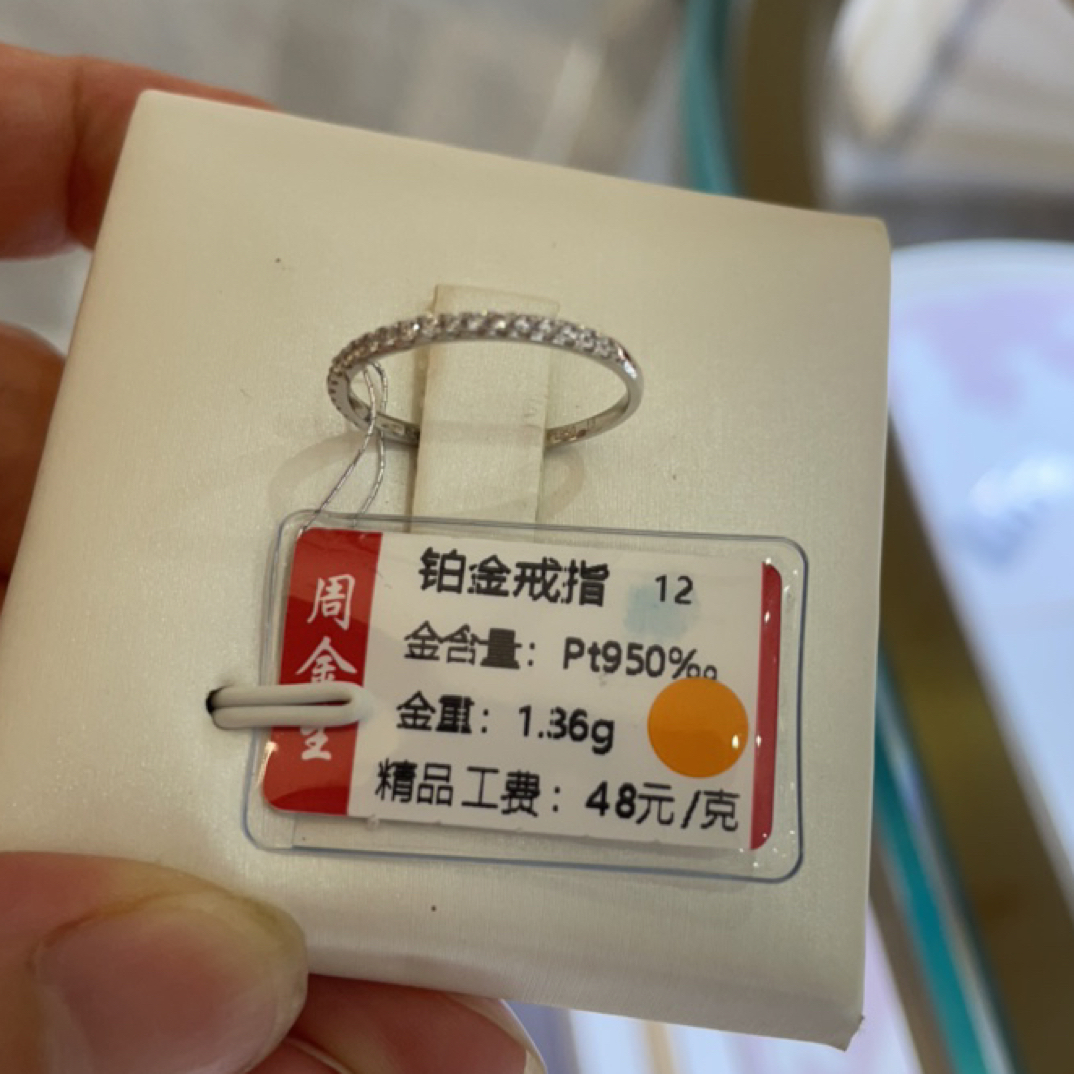 铂金戒指 12
周金
金含量：Pt950‰
金重：1.36g
精品工费：48元/克